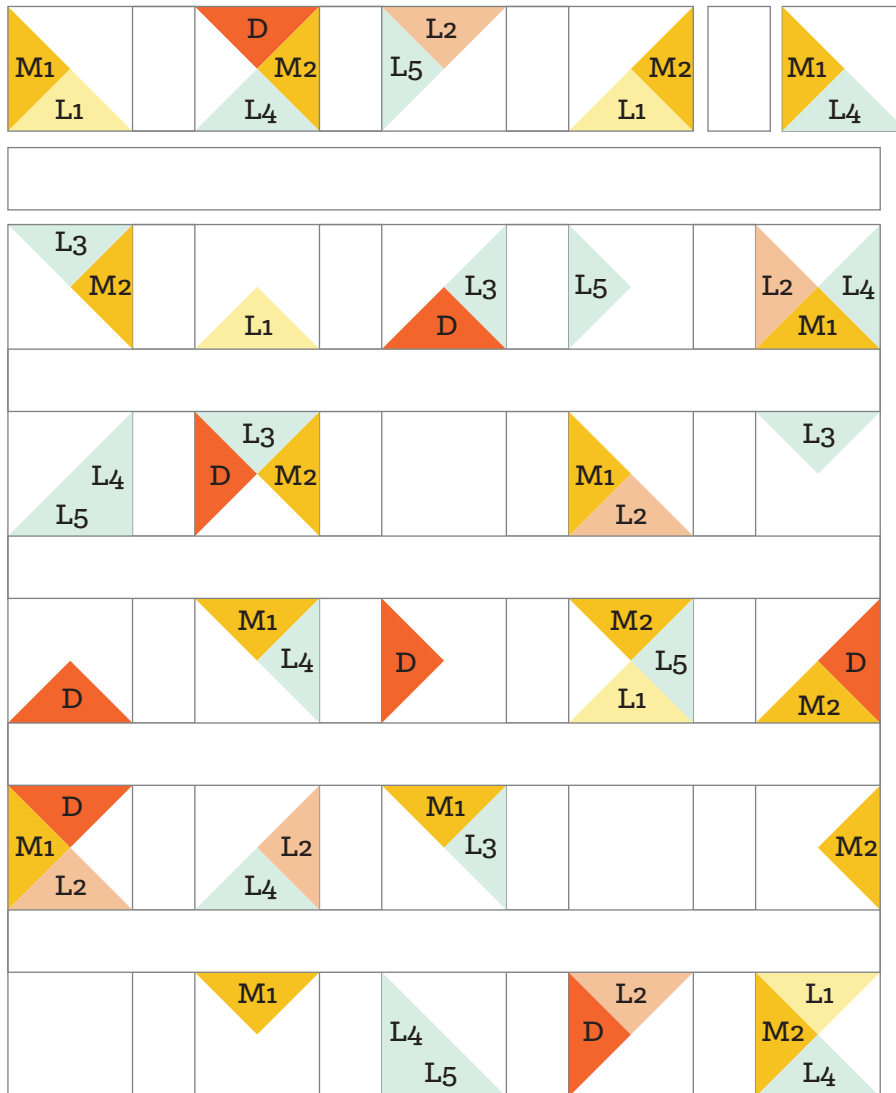 D L2
M1 M2 L5 M2 M1
L1 L4 L1 L4
L3
M2 L3 L5 L2 L4
L1 D M1
L3 L3
L4 D M2 M1
L5 L2
M1 M2
L4 D L5 D
D L1 M2
D M1
M1 L2 L3 M2
L2 L4
M1 L2 L1
L4 D M2
L5 L4